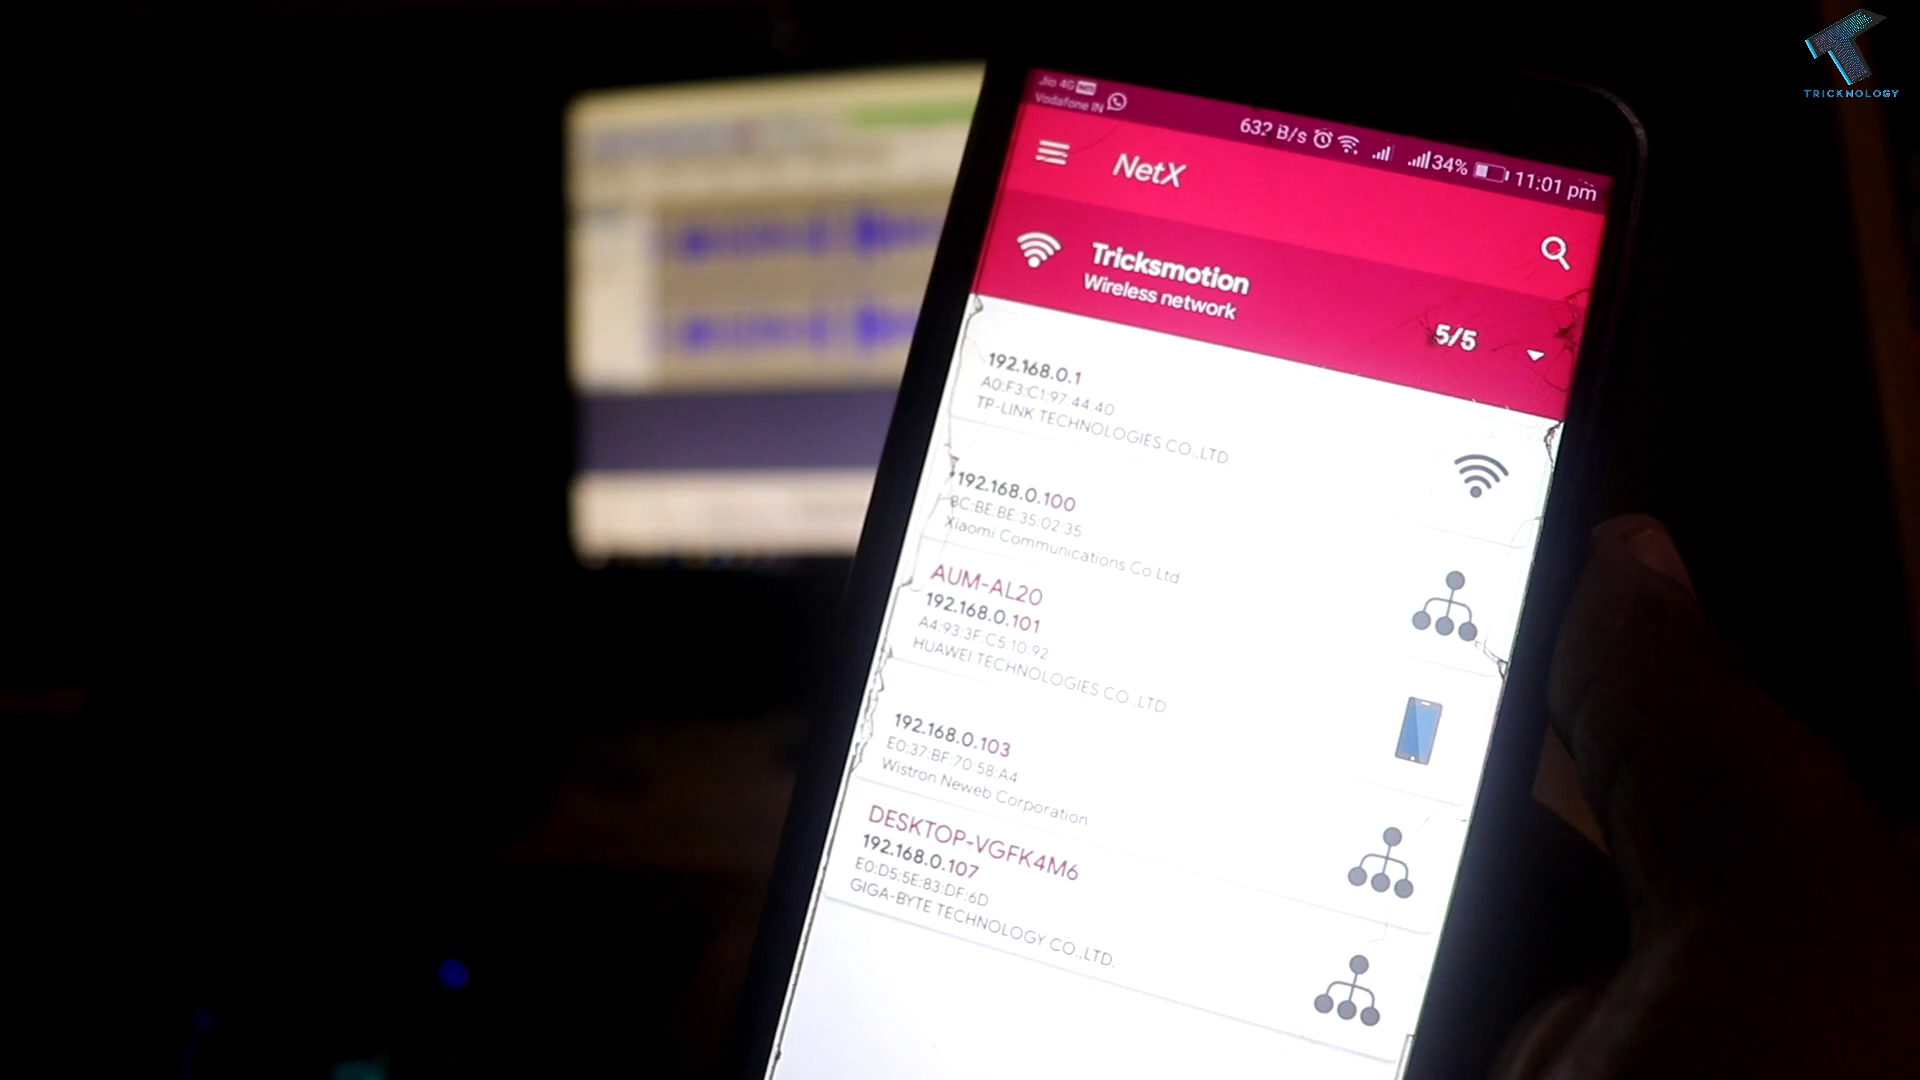 TRICKNOLOGY
Jio 4G
Vodafone IN
632 B/s 34% 11:01 pm
NetX
Tricksmotion
Wireless network
5/5
192.168.0.1
A0:F3:C1:97:44:40
TP-LINK TECHNOLOGIES CO.,LTD
192.168.0.100
8C:BE:BE:35:02:35
Xiaomi Communications Co Ltd
AUM-AL20
192.168.0.101
A4:93:3F:C5:10:92
HUAWEI TECHNOLOGIES CO.,LTD
192.168.0.103
E0:37:BF:70:58:A4
Wistron Neweb Corporation
DESKTOP-VGFK4M6
192.168.0.107
E0:D5:5E:83:DF:6D
GIGA-BYTE TECHNOLOGY CO.,LTD.